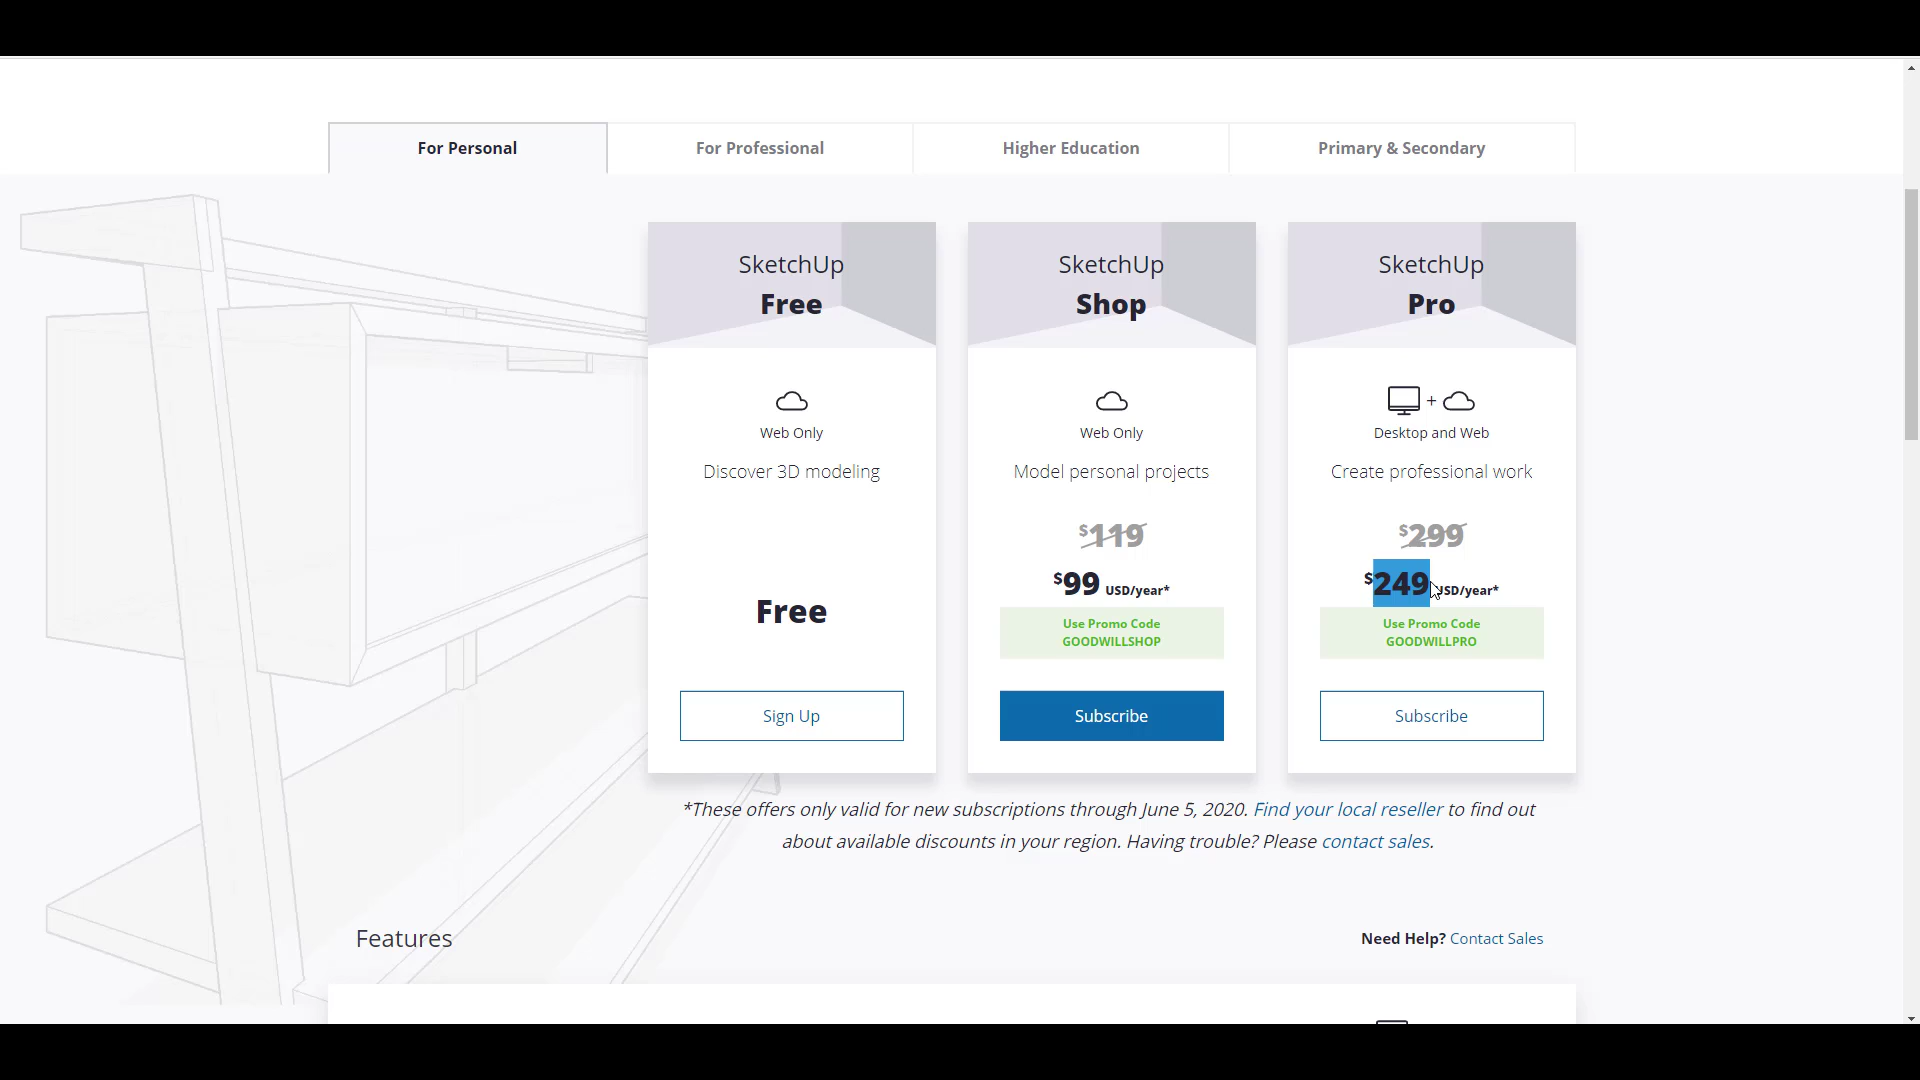 For Personal
For Professional
Higher Education
Primary & Secondary
SketchUp
Free
Web Only
Discover 3D modeling
Free
Sign Up
SketchUp
Shop
Web Only
Model personal projects
$119
$99 USD/year*
Use Promo Code
GOODWILLSHOP
Subscribe
SketchUp
Pro
+
Desktop and Web
Create professional work
$299
$249 USD/year*
Use Promo Code
GOODWILLPRO
Subscribe
*These offers only valid for new subscriptions through June 5, 2020. Find your local reseller to find out
about available discounts in your region. Having trouble? Please contact sales.
Features
Need Help? Contact Sales